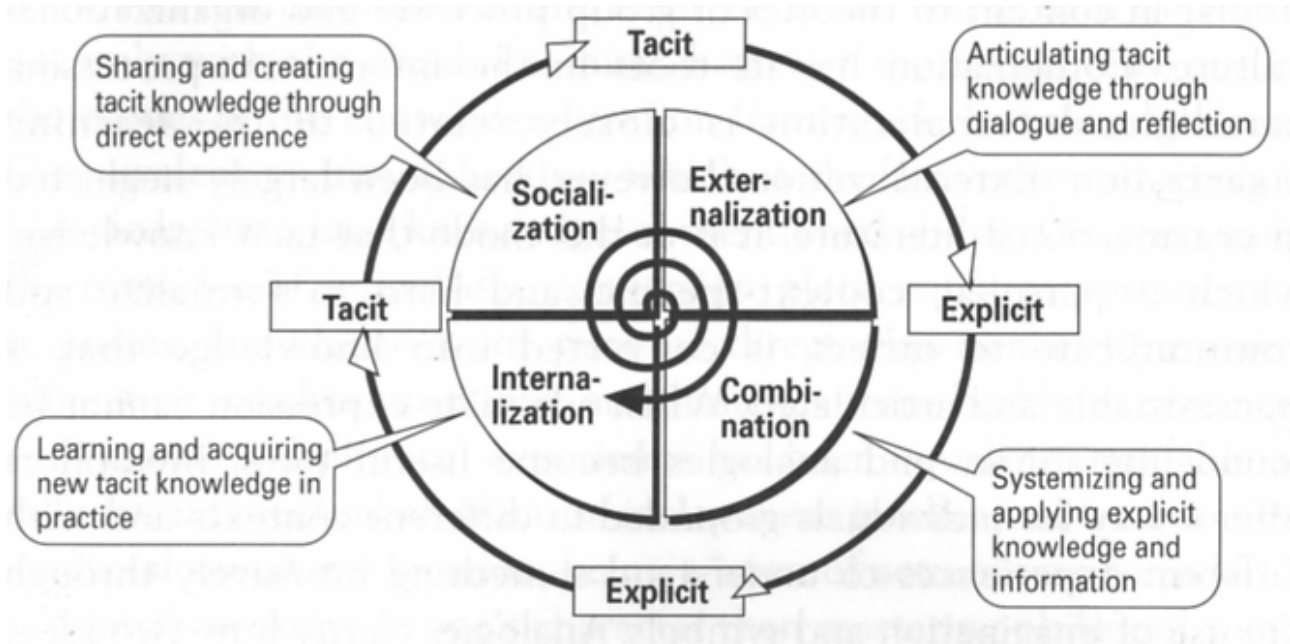 Tacit
Sharing and creating
tacit knowledge through
direct experience
Articulating tacit
knowledge through
dialogue and reflection
Sociali-
zation
Exter-
nalization
Tacit
Explicit
Interna-
lization
Combi-
nation
Learning and acquiring
new tacit knowledge in
practice
Systemizing and
applying explicit
knowledge and
information
Explicit